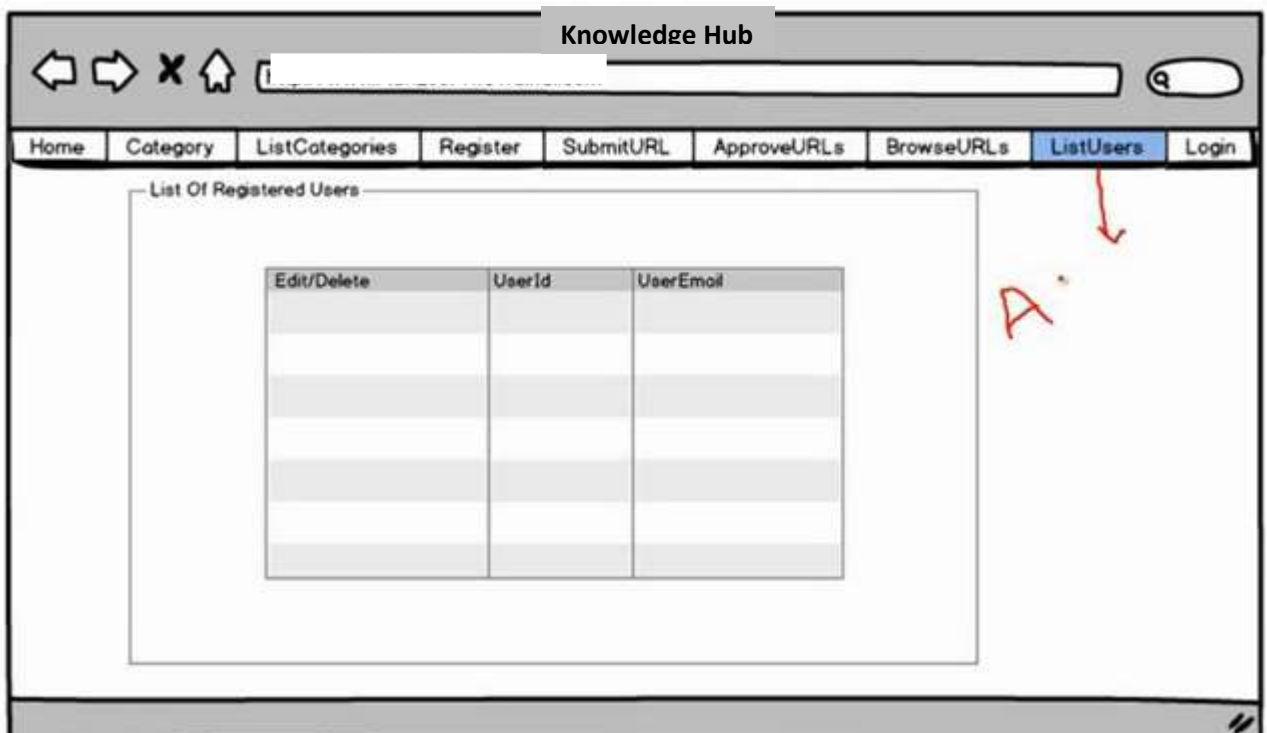 Knowledge Hub
Home Category ListCategories Register SubmitURL ApproveURLs BrowseURLs ListUsers Login
List Of Registered Users
Edit/Delete UserId UserEmail
A